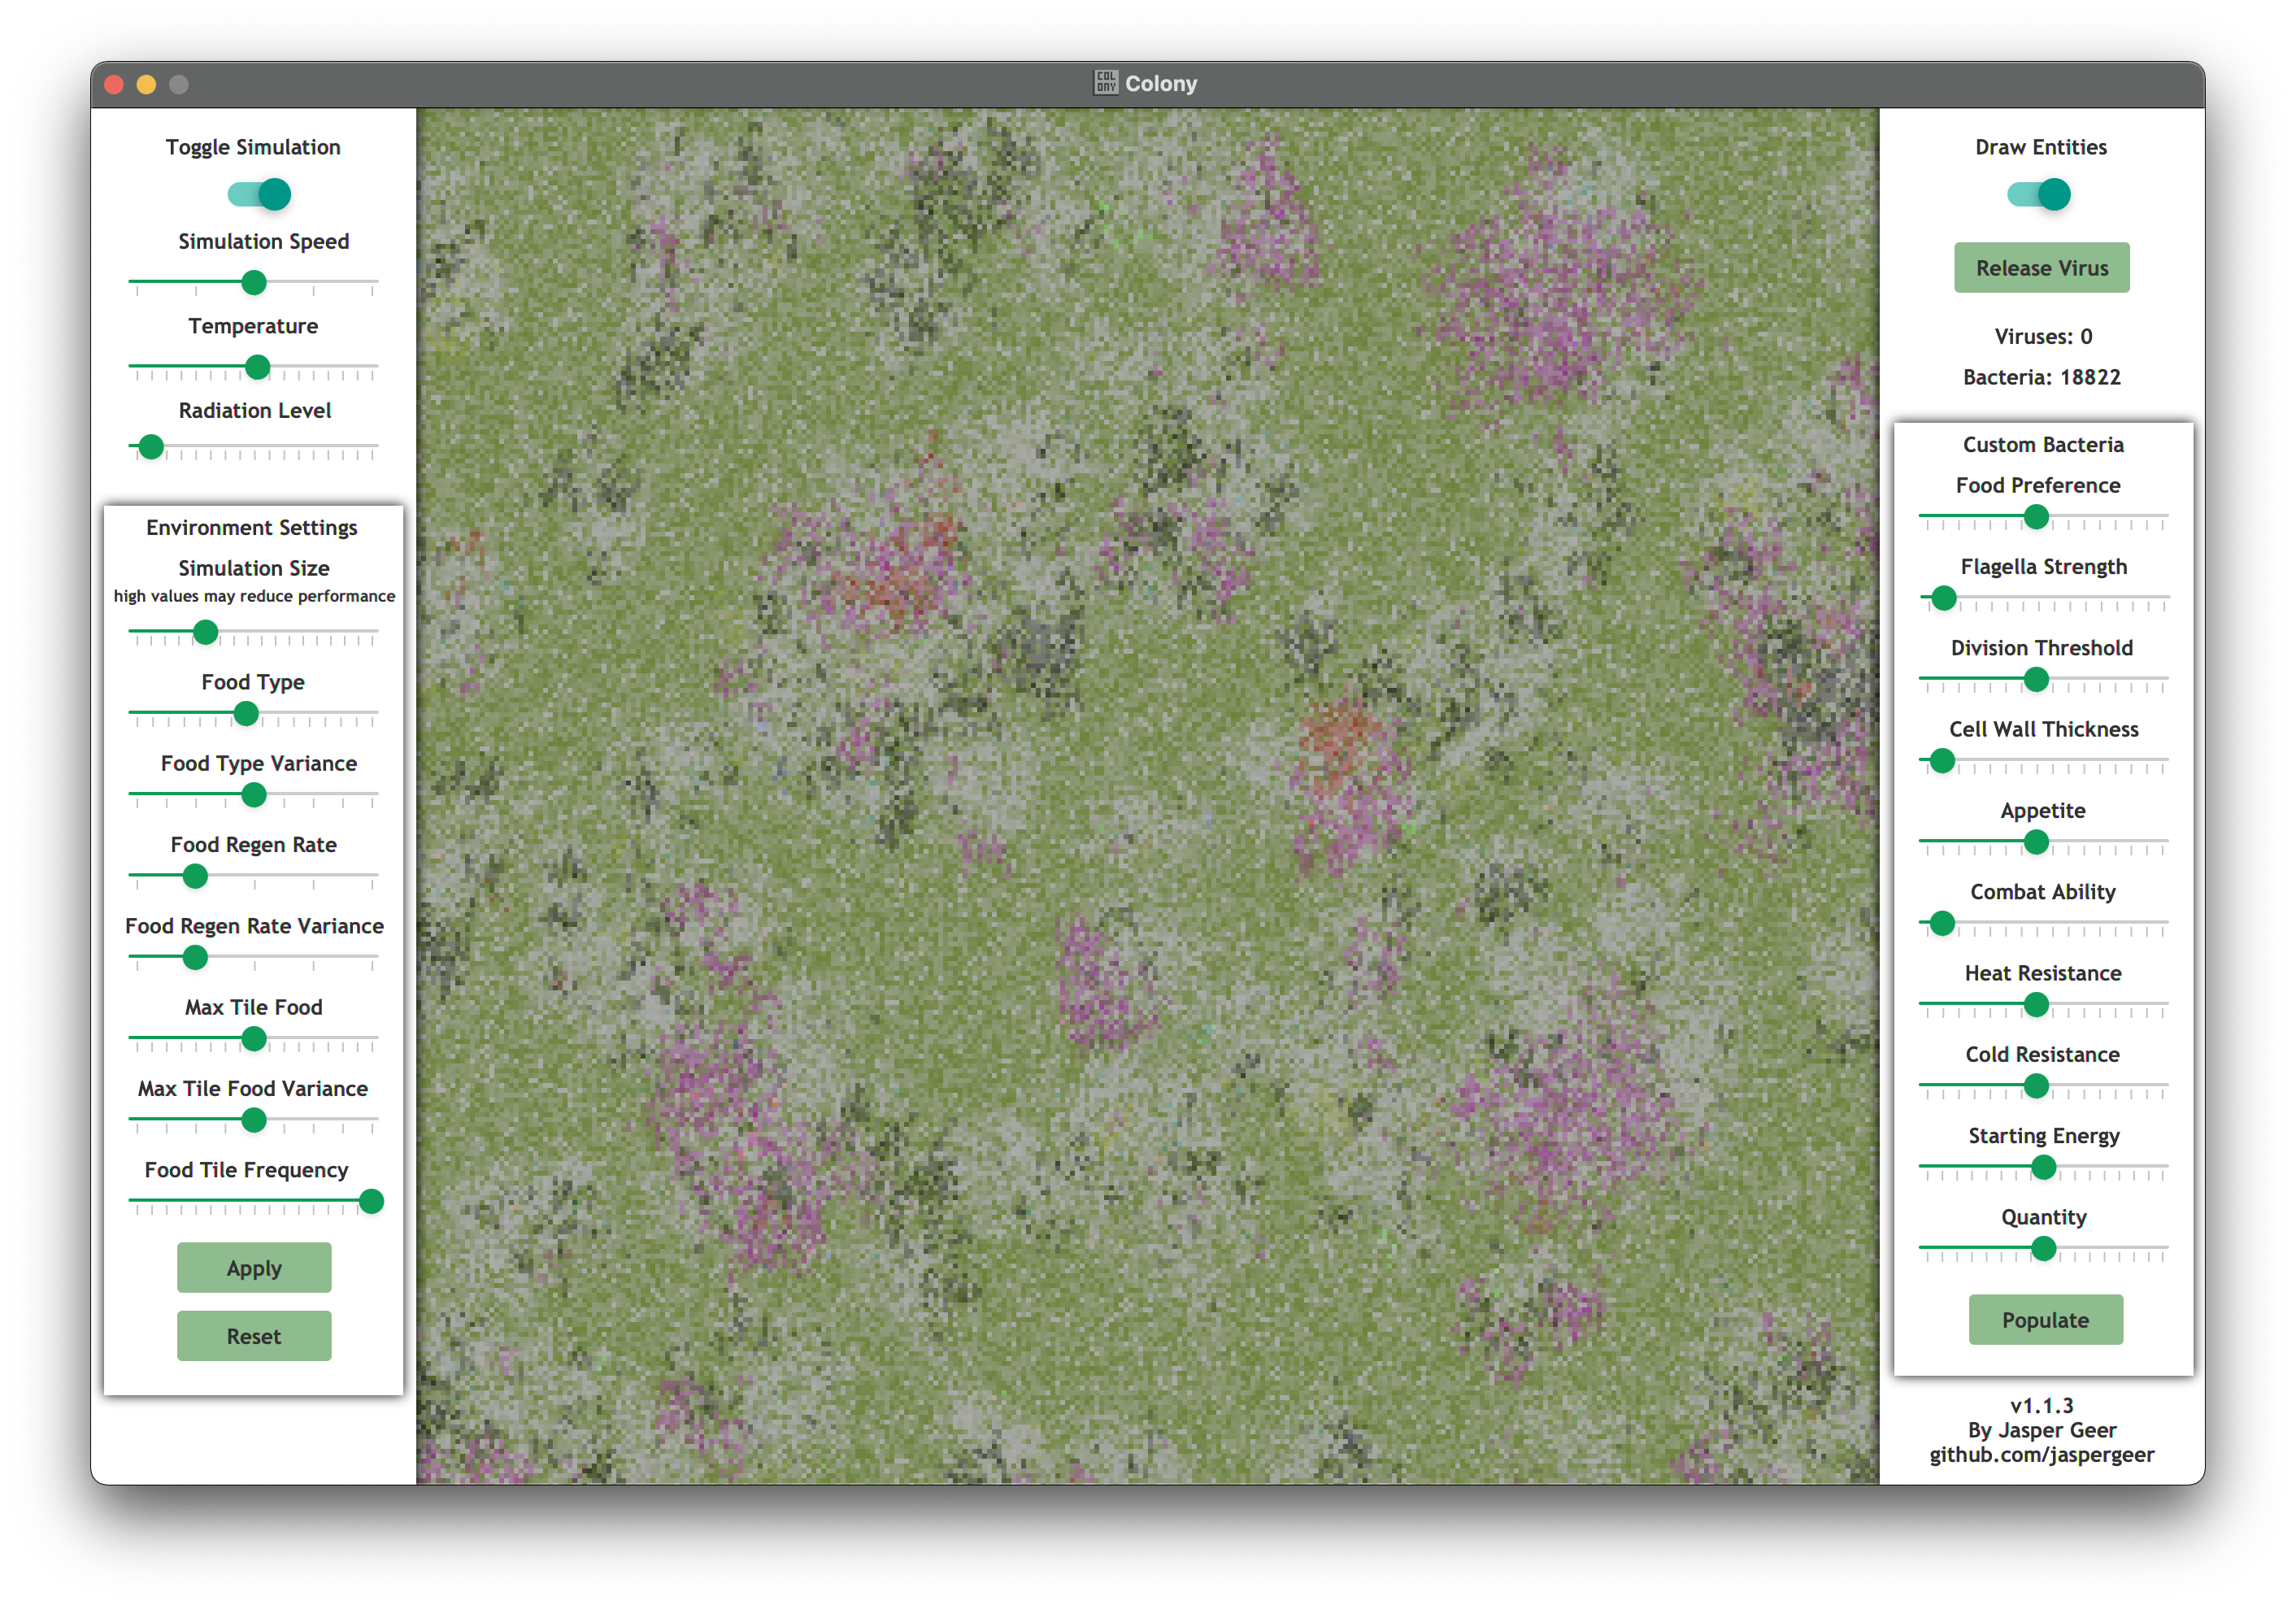 COL
ONY
Colony
Toggle Simulation
Simulation Speed
Temperature
Radiation Level
Environment Settings
Simulation Size
high values may reduce performance
Food Type
Food Type Variance
Food Regen Rate
Food Regen Rate Variance
Max Tile Food
Max Tile Food Variance
Food Tile Frequency
Apply
Reset
Draw Entities
Release Virus
Viruses: 0
Bacteria: 18822
Custom Bacteria
Food Preference
Flagella Strength
Division Threshold
Cell Wall Thickness
Appetite
Combat Ability
Heat Resistance
Cold Resistance
Starting Energy
Quantity
Populate
v1.1.3
By Jasper Geer
github.com/jaspergeer